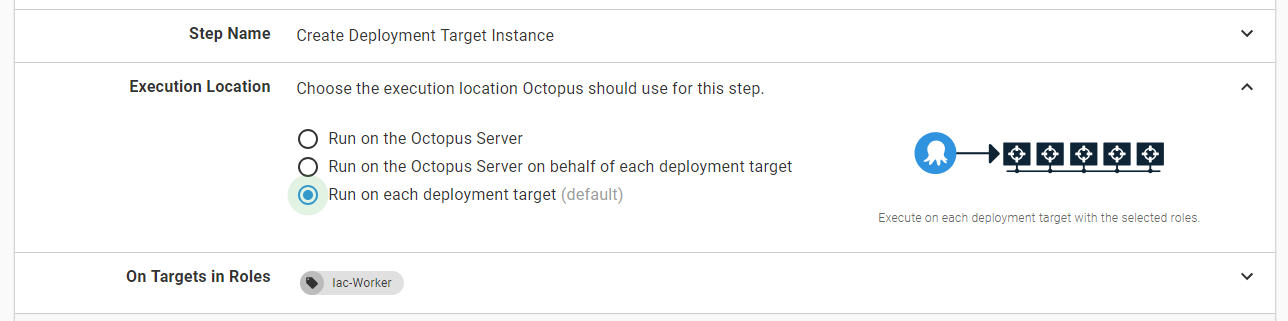 Step Name Create Deployment Target Instance
Execution Location Choose the execution location Octopus should use for this step.
Run on the Octopus Server
Run on the Octopus Server on behalf of each deployment target
Run on each deployment target (default)
Execute on each deployment target with the selected roles.
On Targets in Roles Iac-Worker